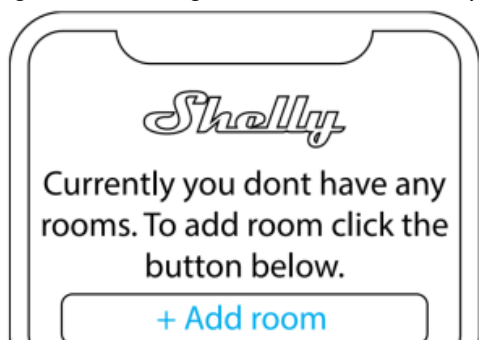 Shelly
Currently you dont have any
rooms. To add room click the
button below.
+ Add room